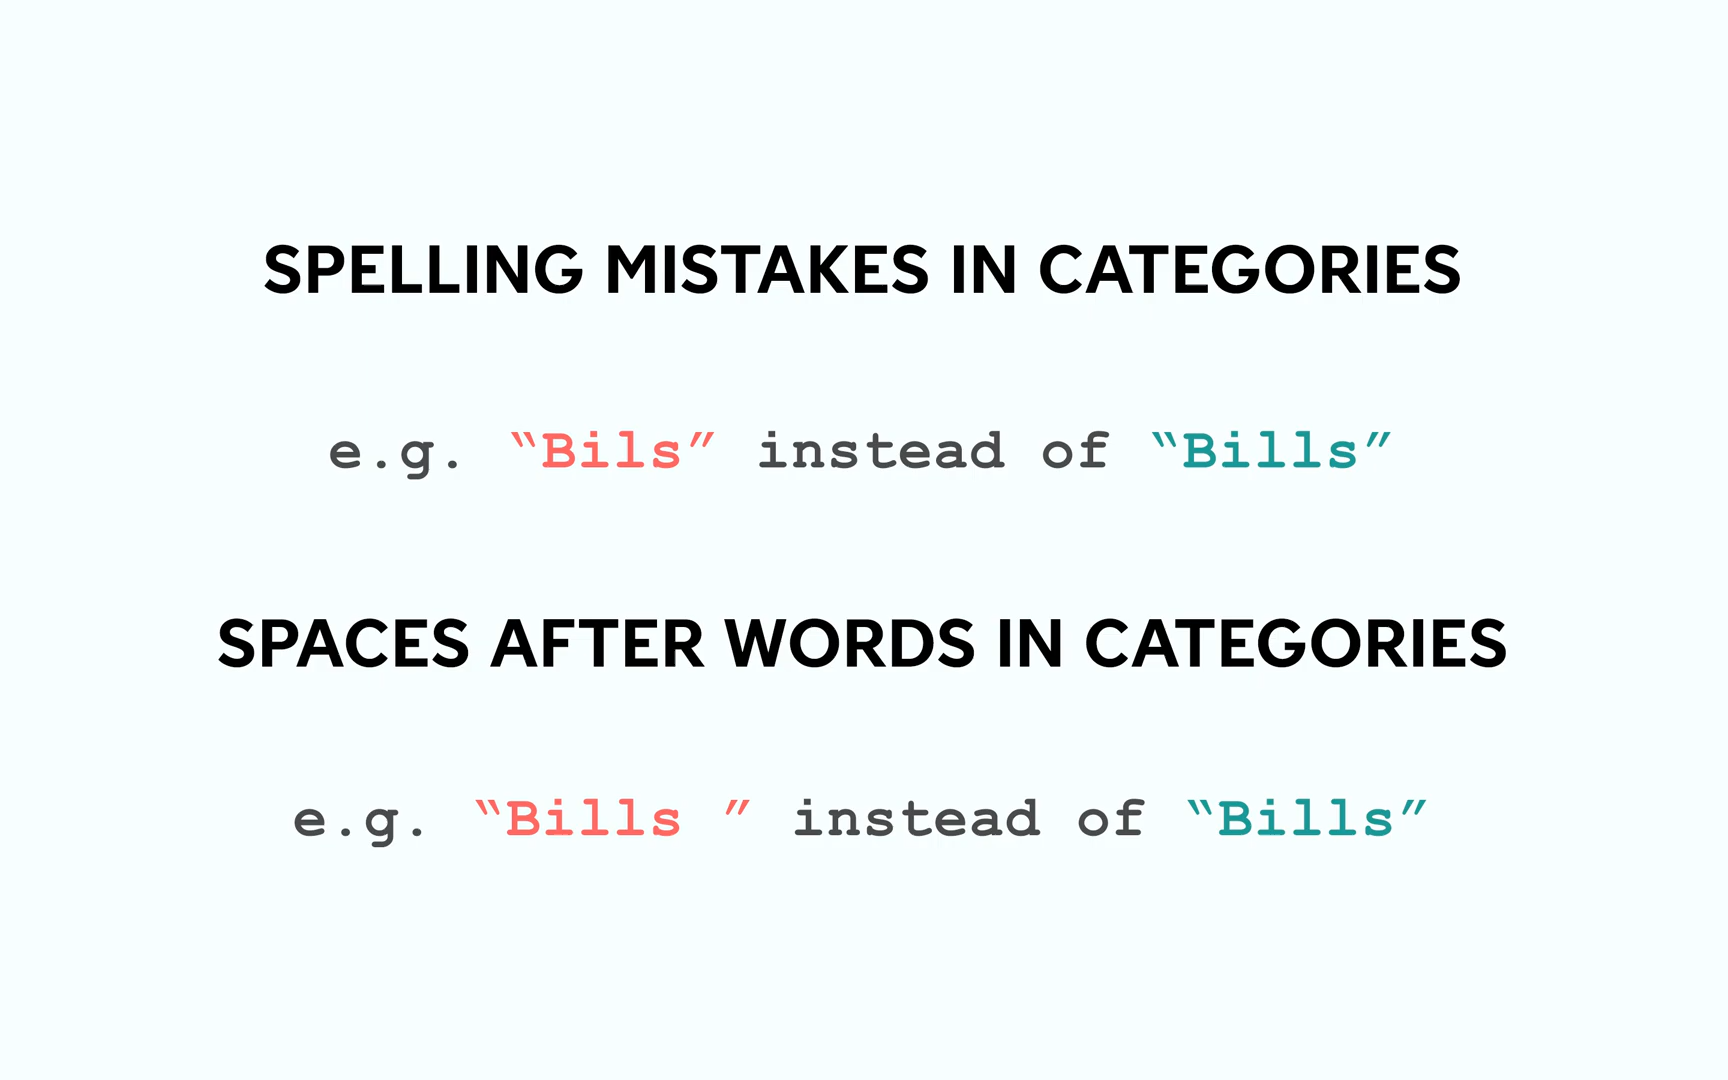 SPELLING MISTAKES IN CATEGORIES
e.g. “Bils” instead of “Bills”
SPACES AFTER WORDS IN CATEGORIES
e.g. “Bills ” instead of “Bills”